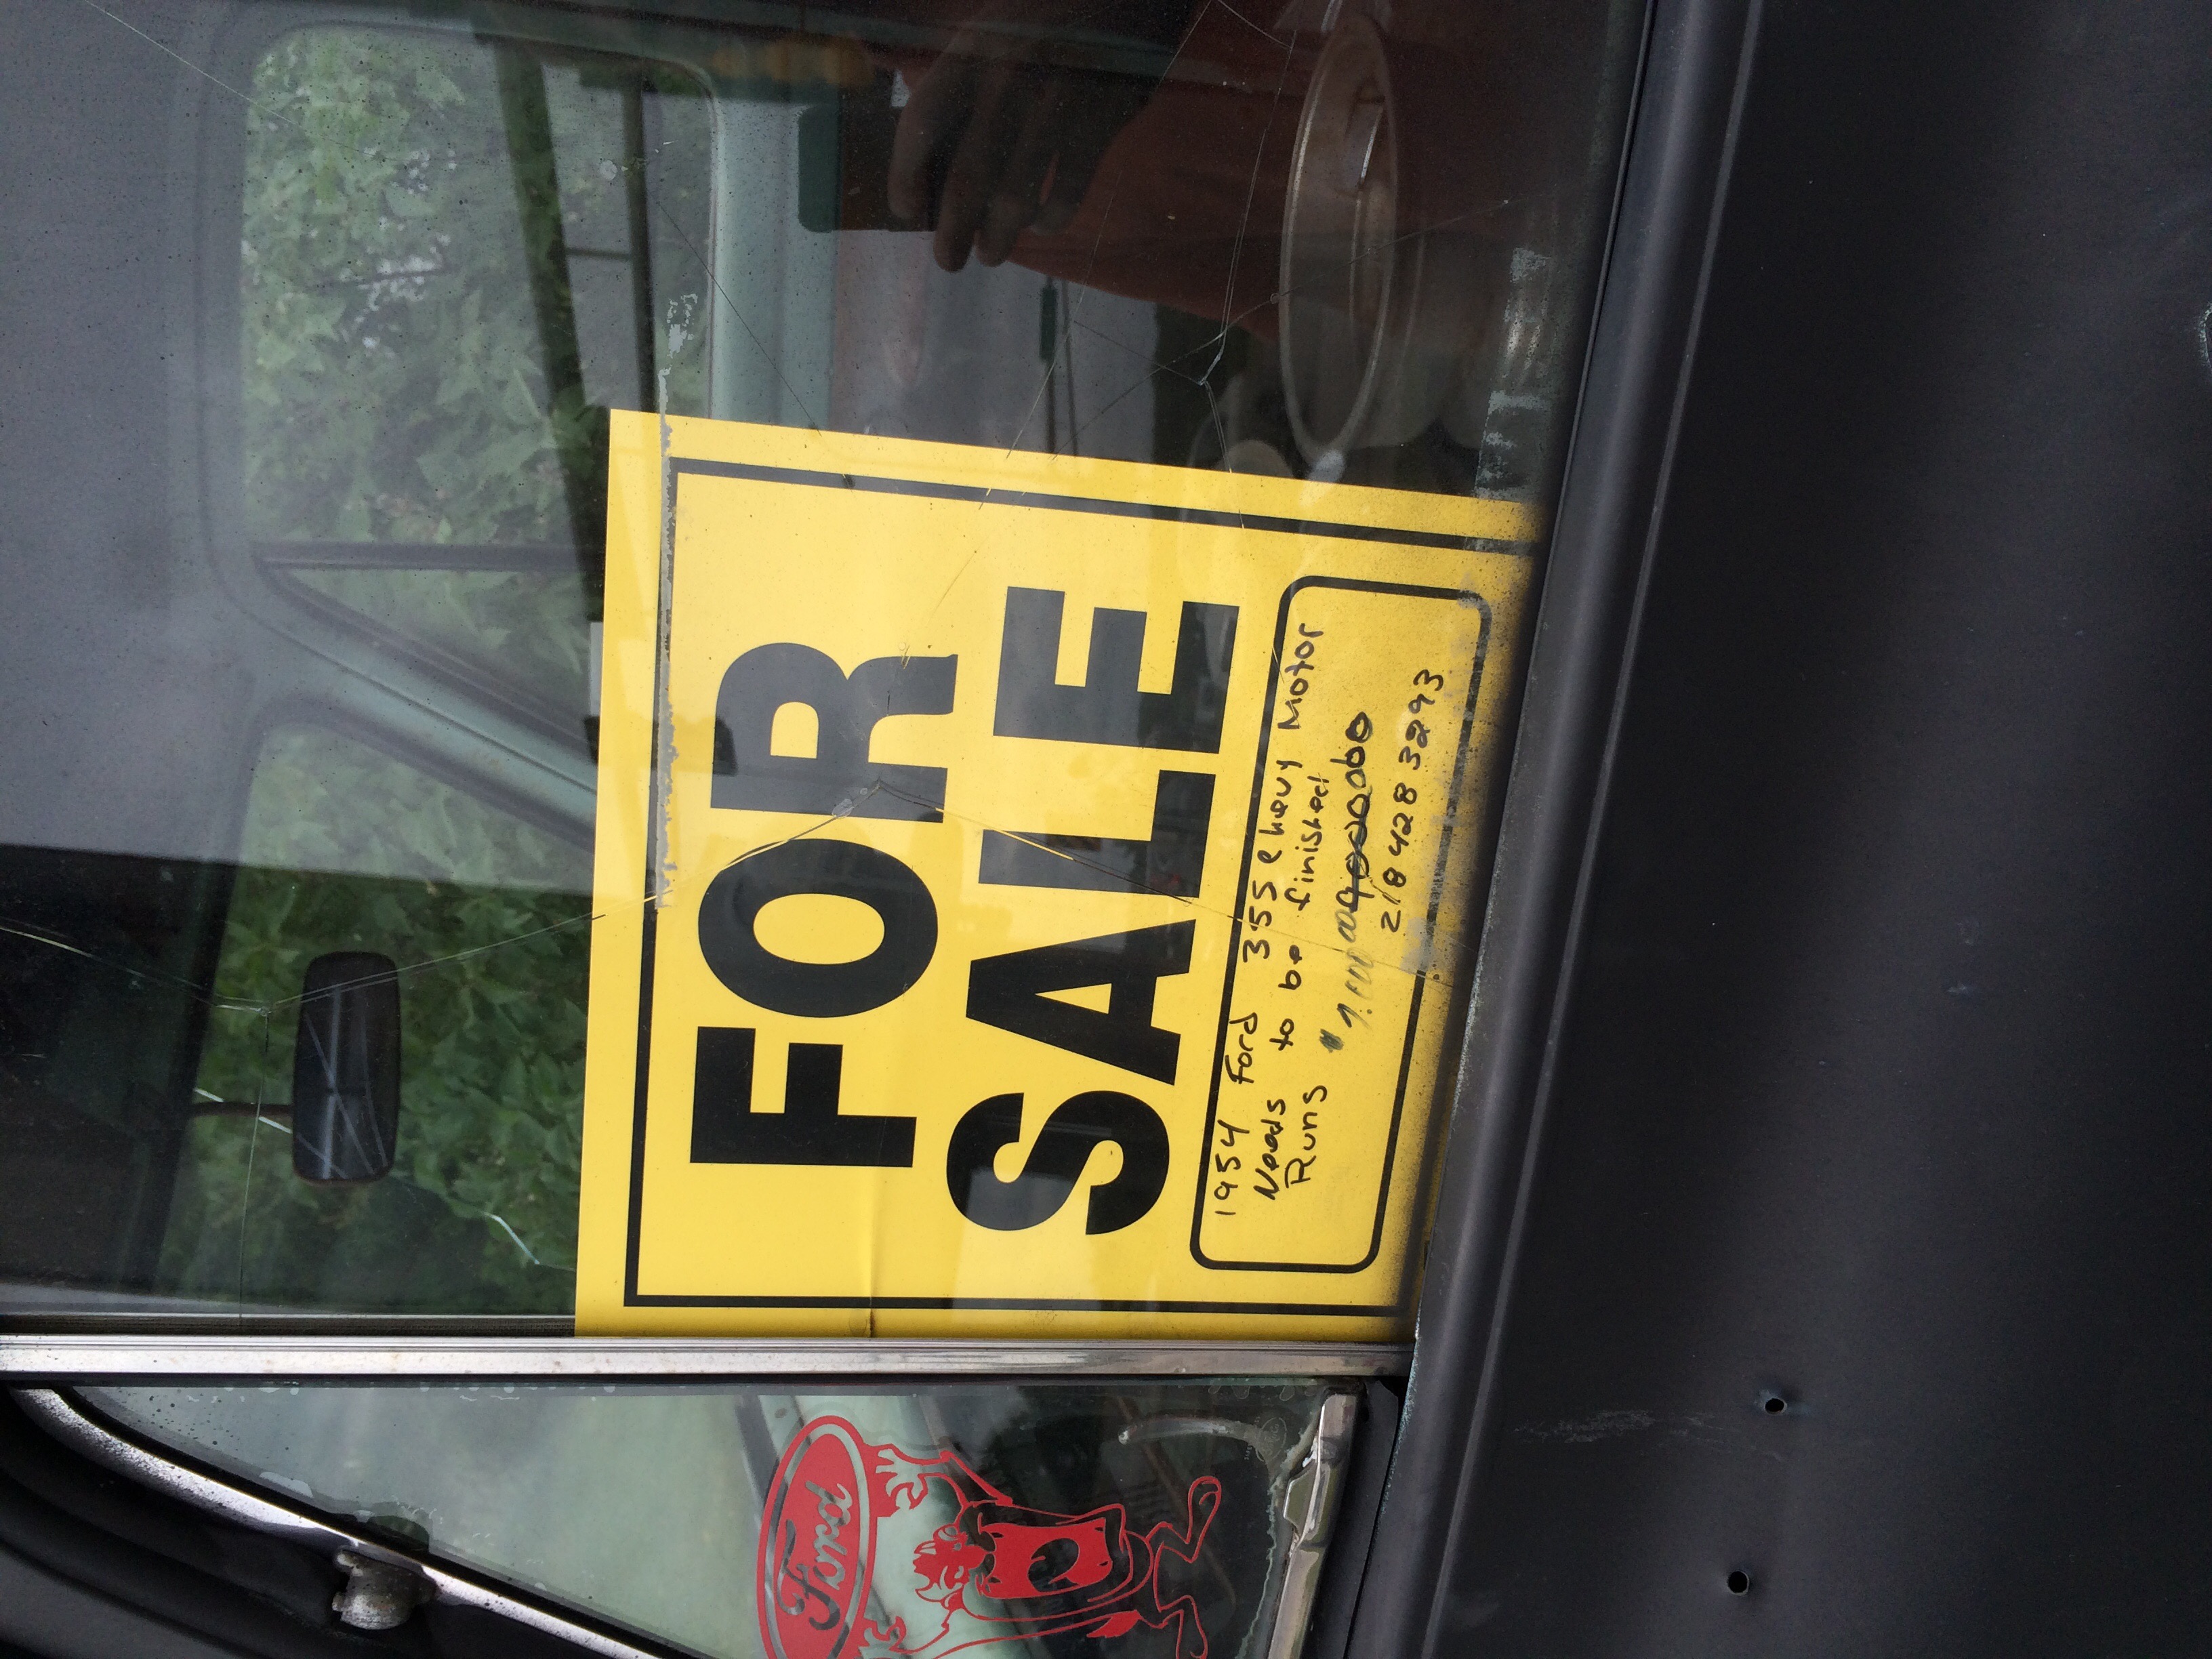 FOR
SALE
1954 Ford 355 chevy Motor
Needs to be finished
Runs
218 428 3293
Ford